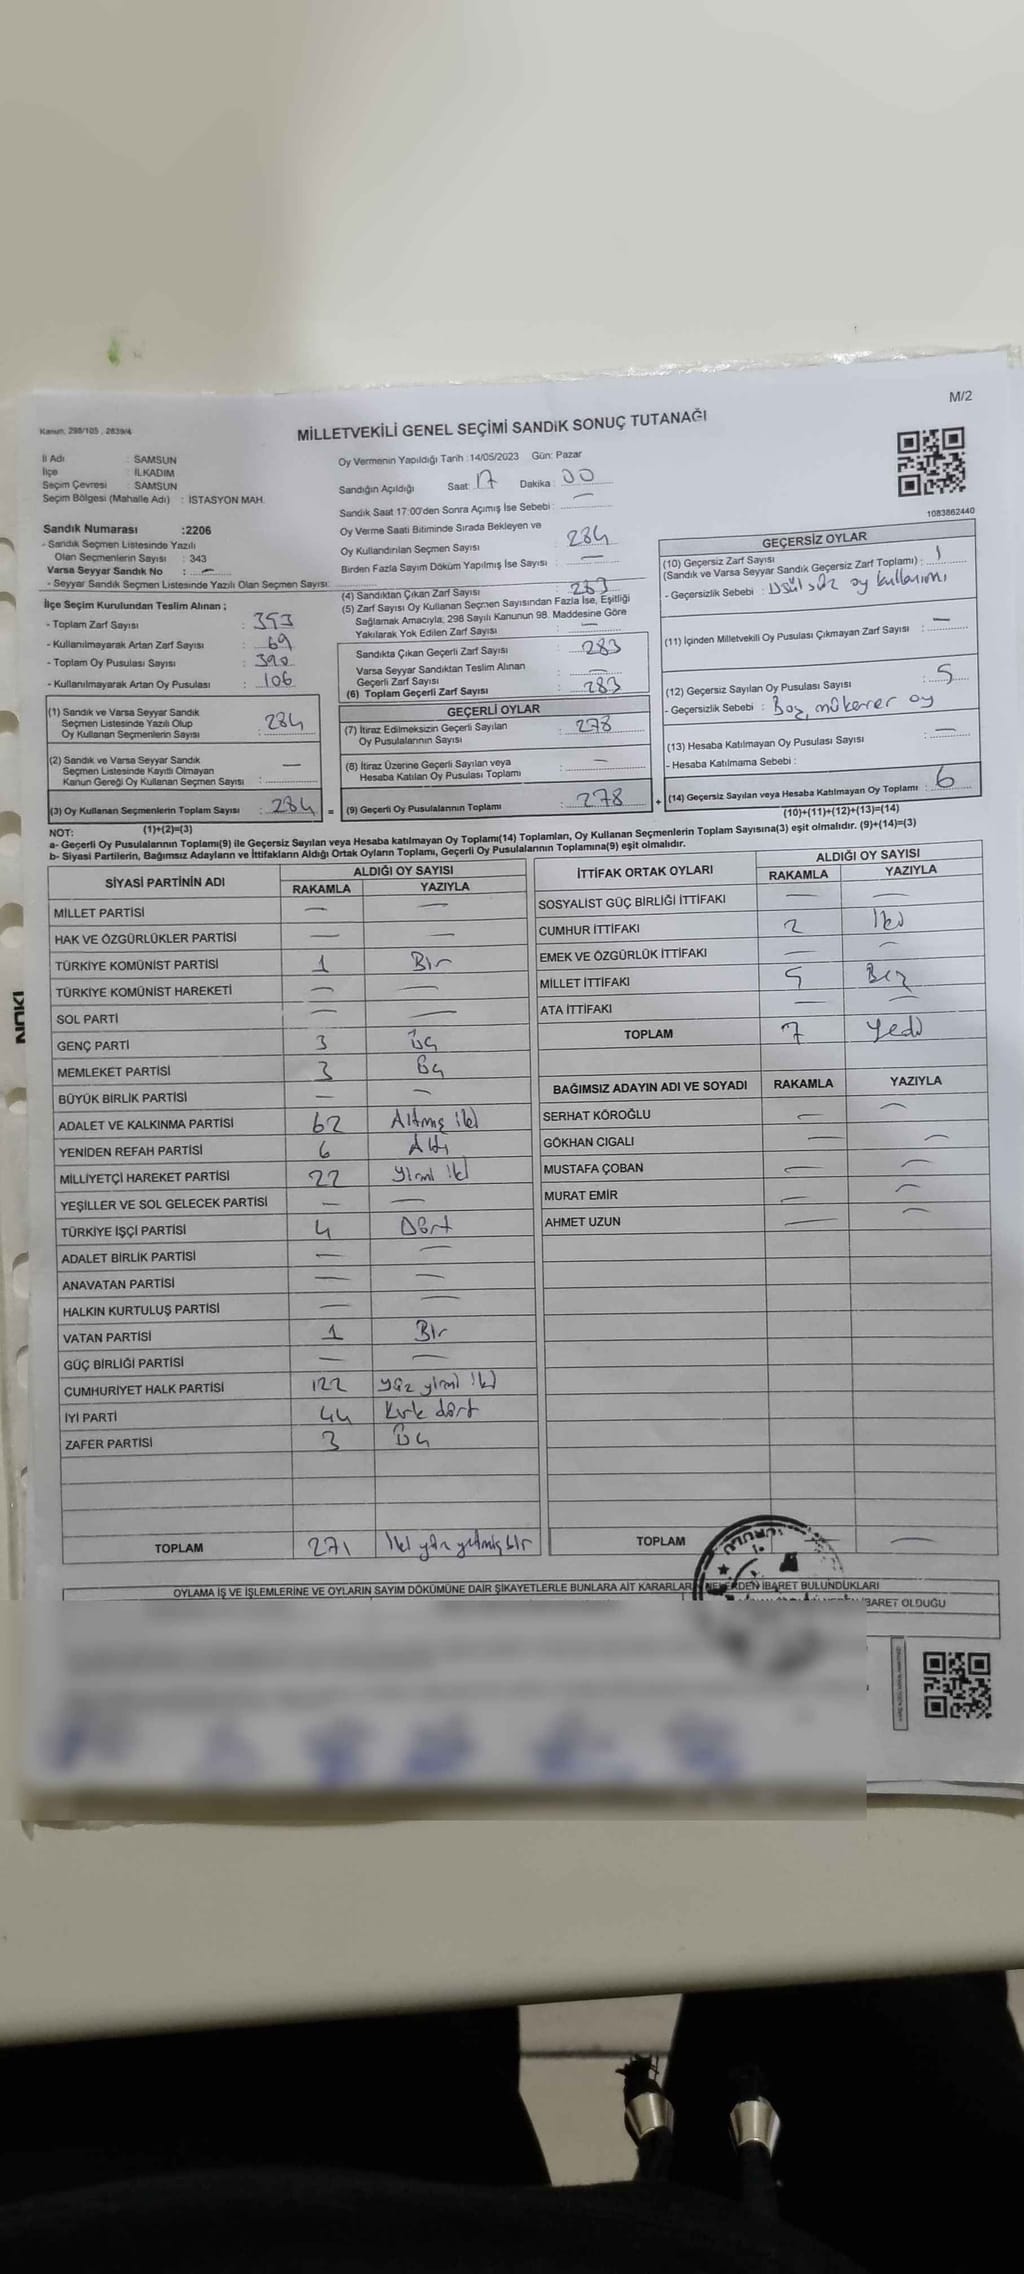 M/2
Kanun, 298/105 , 2839/4
MİLLETVEKİLİ GENEL SEÇİMİ SANDIK SONUÇ TUTANAĞI
İl Adı : SAMSUN
İlçe : İLKADIM
Seçim Çevresi : SAMSUN
Seçim Bölgesi (Mahalle Adı) : İSTASYON MAH.
Oy Vermenin Yapıldığı Tarih :14/05/2023 Gün: Pazar
Sandığın Açıldığı Saat: 17 Dakika : 00
Sandık Saat 17:00'den Sonra Açımış İse Sebebi : —
1083862440
Sandık Numarası :2206
- Sandık Seçmen Listesinde Yazılı
Olan Seçmenlerin Sayısı : 343
Varsa Seyyar Sandık No : —
- Seyyar Sandık Seçmen Listesinde Yazılı Olan Seçmen Sayısı:
Oy Verme Saati Bitiminde Sırada Bekleyen ve
Oy Kullandırılan Seçmen Sayısı : 284
Birden Fazla Sayım Döküm Yapılmış İse Sayısı : —
İlçe Seçim Kurulundan Teslim Alınan ;
- Toplam Zarf Sayısı : 353
- Kullanılmayarak Artan Zarf Sayısı : 69
- Toplam Oy Pusulası Sayısı : 390
- Kullanılmayarak Artan Oy Pusulası : 106
(4) Sandıktan Çıkan Zarf Sayısı : 283
(5) Zarf Sayısı Oy Kullanan Seçmen Sayısından Fazla İse, Eşitliği
Sağlamak Amacıyla, 298 Sayılı Kanunun 98. Maddesine Göre
Yakılarak Yok Edilen Zarf Sayısı : —
Sandıkta Çıkan Geçerli Zarf Sayısı : 283
Varsa Seyyar Sandıktan Teslim Alınan
Geçerli Zarf Sayısı : —
(6) Toplam Geçerli Zarf Sayısı : 283
GEÇERSİZ OYLAR
(10) Geçersiz Zarf Sayısı
(Sandık ve Varsa Seyyar Sandık Geçersiz Zarf Toplamı) : 1
- Geçersizlik Sebebi : Usülsüz oy kullanımı
(11) İçinden Milletvekili Oy Pusulası Çıkmayan Zarf Sayısı : —
(12) Geçersiz Sayılan Oy Pusulası Sayısı : 5
- Geçersizlik Sebebi : Boş, mükerrer oy
(13) Hesaba Katılmayan Oy Pusulası Sayısı : —
- Hesaba Katılmama Sebebi :
(14) Geçersiz Sayılan veya Hesaba Katılmayan Oy Toplamı : 6
(10)+(11)+(12)+(13)=(14)
(1) Sandık ve Varsa Seyyar Sandık
Seçmen Listesinde Yazılı Olup
Oy Kullanan Seçmenlerin Sayısı : 284
(2) Sandık ve Varsa Seyyar Sandık
Seçmen Listesinde Kayıtlı Olmayan
Kanun Gereği Oy Kullanan Seçmen Sayısı : —
(3) Oy Kullanan Seçmenlerin Toplam Sayısı : 284 =
(1)+(2)=(3)
GEÇERLİ OYLAR
(7) İtiraz Edilmeksizin Geçerli Sayılan
Oy Pusulalarının Sayısı : 278
(8) İtiraz Üzerine Geçerli Sayılan veya
Hesaba Katılan Oy Pusulası Toplamı : —
(9) Geçerli Oy Pusulalarının Toplamı : 278 +
NOT:
a- Geçerli Oy Pusulalarının Toplamı(9) ile Geçersiz Sayılan veya Hesaba katılmayan Oy Toplamı(14) Toplamları, Oy Kullanan Seçmenlerin Toplam Sayısına(3) eşit olmalıdır. (9)+(14)=(3)
b- Siyasi Partilerin, Bağımsız Adayların ve İttifakların Aldığı Ortak Oyların Toplamı, Geçerli Oy Pusulalarının Toplamına(9) eşit olmalıdır.
SİYASİ PARTİNİN ADI ALDIĞI OY SAYISI
RAKAMLA YAZIYLA
MİLLET PARTİSİ — —
HAK VE ÖZGÜRLÜKLER PARTİSİ — —
TÜRKİYE KOMÜNİST PARTİSİ 1 Bir
TÜRKİYE KOMÜNİST HAREKETİ — —
SOL PARTİ — —
GENÇ PARTİ 3 Üç
MEMLEKET PARTİSİ 3 Üç
BÜYÜK BİRLİK PARTİSİ — —
ADALET VE KALKINMA PARTİSİ 62 Altmış iki
YENİDEN REFAH PARTİSİ 6 Altı
MİLLİYETÇİ HAREKET PARTİSİ 22 yirmi iki
YEŞİLLER VE SOL GELECEK PARTİSİ — —
TÜRKİYE İŞÇİ PARTİSİ 4 Dört
ADALET BİRLİK PARTİSİ — —
ANAVATAN PARTİSİ — —
HALKIN KURTULUŞ PARTİSİ — —
VATAN PARTİSİ 1 Bir
GÜÇ BİRLİĞİ PARTİSİ — —
CUMHURİYET HALK PARTİSİ 122 yüz yirmi iki
İYİ PARTİ 44 Kırk dört
ZAFER PARTİSİ 3 Üç
TOPLAM 271 İki yüz yetmiş bir
İTTİFAK ORTAK OYLARI ALDIĞI OY SAYISI
RAKAMLA YAZIYLA
SOSYALİST GÜÇ BİRLİĞİ İTTİFAKI — —
CUMHUR İTTİFAKI 2 İki
EMEK VE ÖZGÜRLÜK İTTİFAKI — —
MİLLET İTTİFAKI 5 Beş
ATA İTTİFAKI — —
TOPLAM 7 Yedi
BAĞIMSIZ ADAYIN ADI VE SOYADI RAKAMLA YAZIYLA
SERHAT KÖROĞLU — —
GÖKHAN CIGALI — —
MUSTAFA ÇOBAN — —
MURAT EMİR — —
AHMET UZUN — —
TOPLAM —
OYLAMA İŞ VE İŞLEMLERİNE VE OYLARIN SAYIM DÖKÜMÜNE DAİR ŞİKAYETLERLE BUNLARA AİT KARARLAR NELERDEN İBARET BULUNDUKLARI
İBARET OLDUĞU